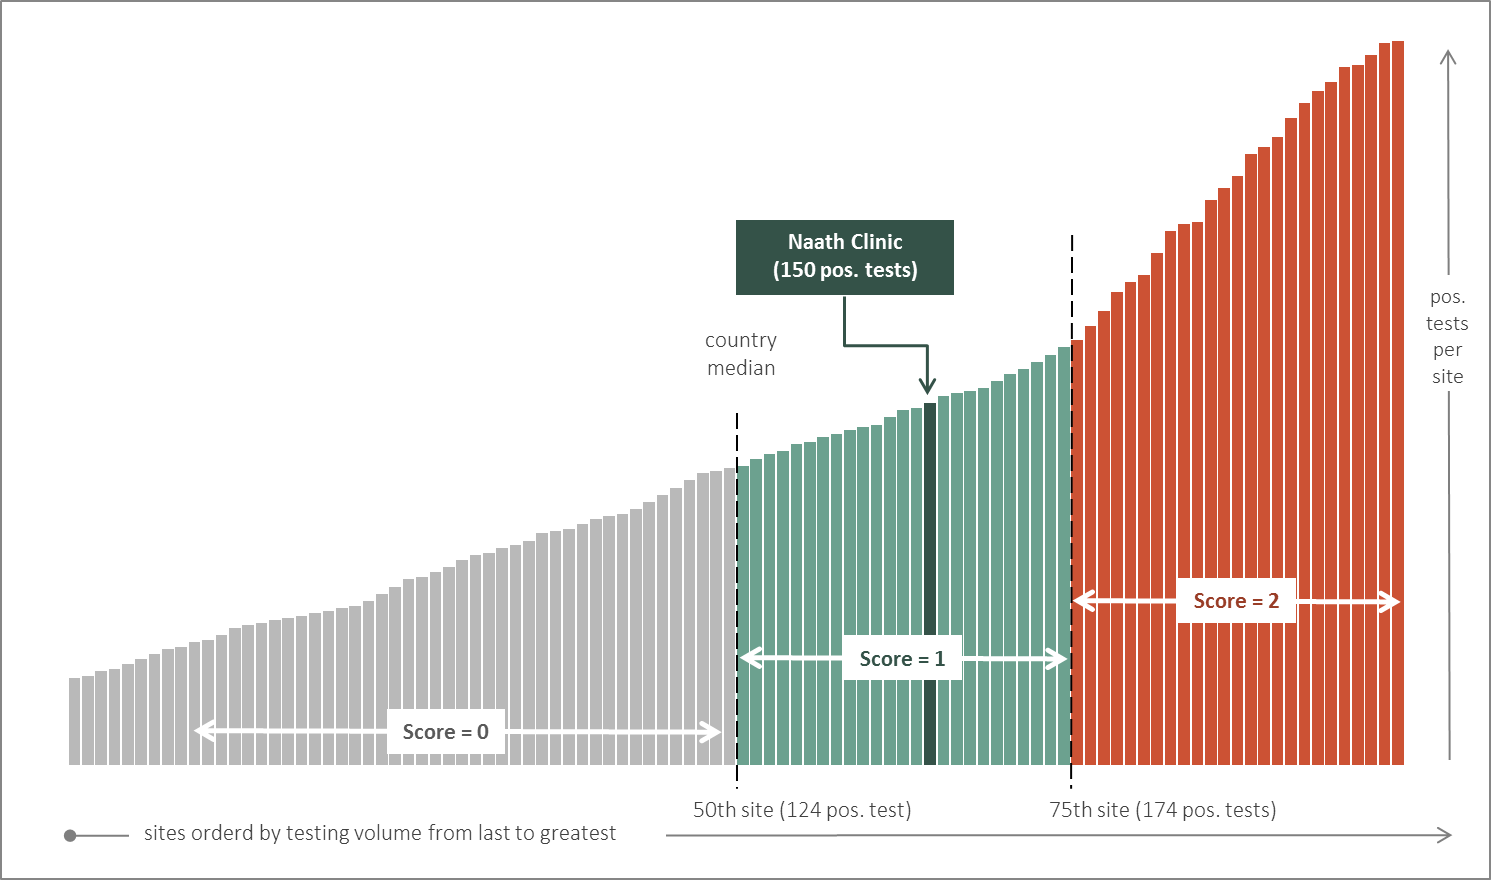 Naath Clinic
(150 pos. tests)
country
median
pos.
tests
per
site
Score = 2
Score = 1
Score = 0
50th site (124 pos. test)
75th site (174 pos. tests)
sites orderd by testing volume from last to greatest